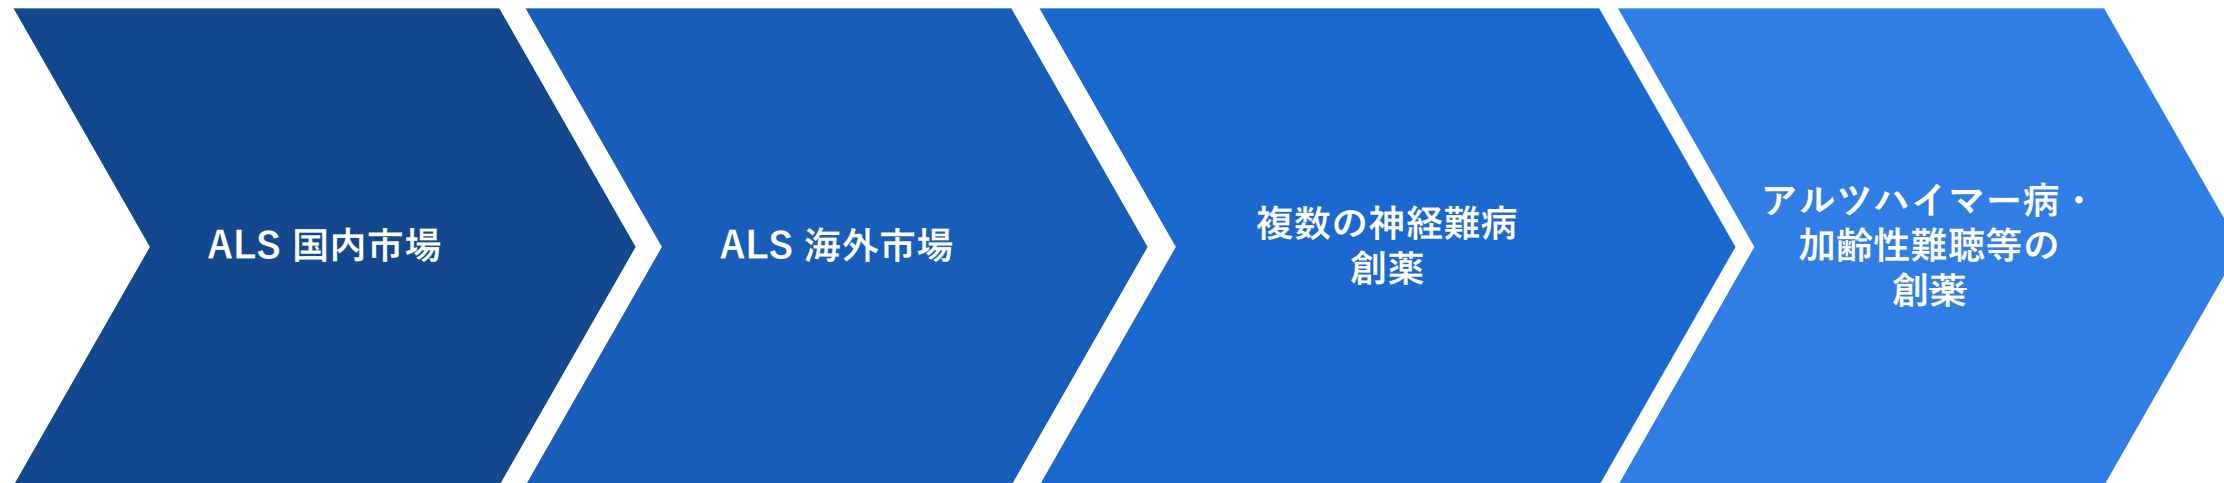 ALS 国内市場
ALS 海外市場
複数の神経難病
創薬
アルツハイマー病・
加齢性難聴等の
創薬